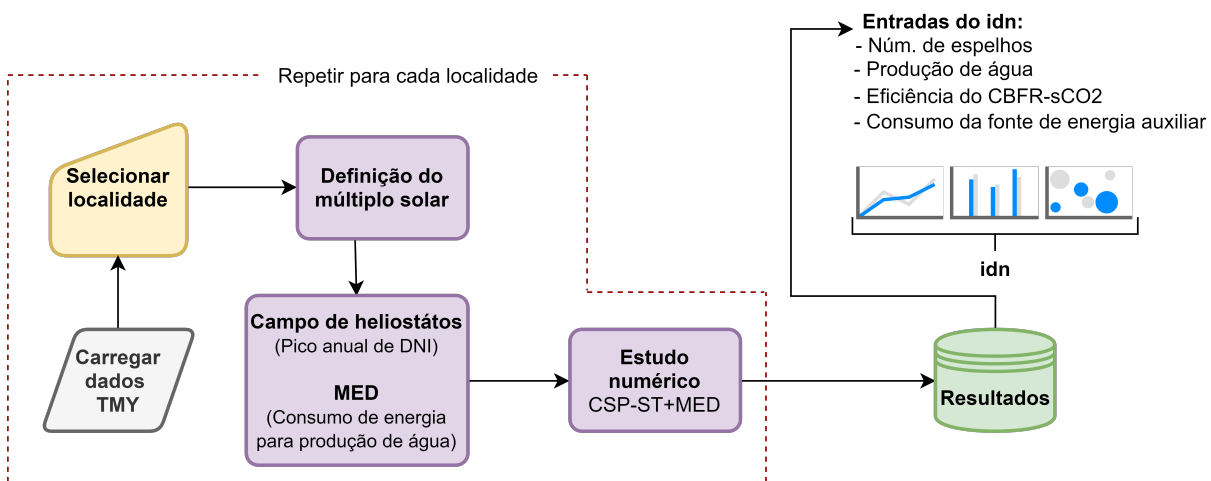 Entradas do idn:
- Núm. de espelhos
- Produção de água
- Eficiência do CBFR-sCO2
- Consumo da fonte de energia auxiliar
Repetir para cada localidade
Selecionar
localidade
Definição do
múltiplo solar
idn
Carregar
dados
TMY
Campo de heliostátos
(Pico anual de DNI)
MED
(Consumo de energia
para produção de água)
Estudo
numérico
CSP-ST+MED
Resultados